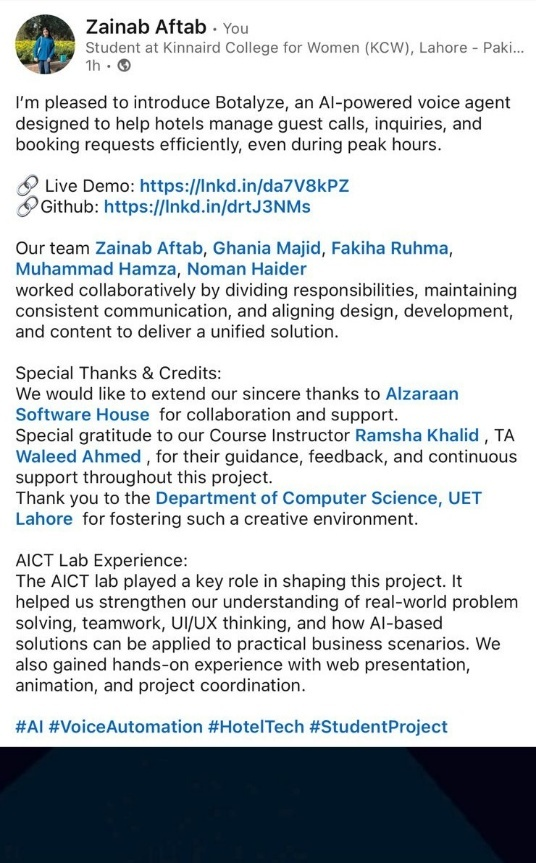 Zainab Aftab · You
Student at Kinnaird College for Women (KCW), Lahore - Paki...
1h ·
I'm pleased to introduce Botalyze, an AI-powered voice agent
designed to help hotels manage guest calls, inquiries, and
booking requests efficiently, even during peak hours.
Live Demo: https://lnkd.in/da7V8kPZ
Github: https://lnkd.in/drtJ3NMs
Our team Zainab Aftab, Ghania Majid, Fakiha Ruhma,
Muhammad Hamza, Noman Haider
worked collaboratively by dividing responsibilities, maintaining
consistent communication, and aligning design, development,
and content to deliver a unified solution.
Special Thanks & Credits:
We would like to extend our sincere thanks to Alzaraan
Software House for collaboration and support.
Special gratitude to our Course Instructor Ramsha Khalid , TA
Waleed Ahmed , for their guidance, feedback, and continuous
support throughout this project.
Thank you to the Department of Computer Science, UET
Lahore for fostering such a creative environment.
AICT Lab Experience:
The AICT lab played a key role in shaping this project. It
helped us strengthen our understanding of real-world problem
solving, teamwork, UI/UX thinking, and how AI-based
solutions can be applied to practical business scenarios. We
also gained hands-on experience with web presentation,
animation, and project coordination.
#AI #VoiceAutomation #HotelTech #StudentProject